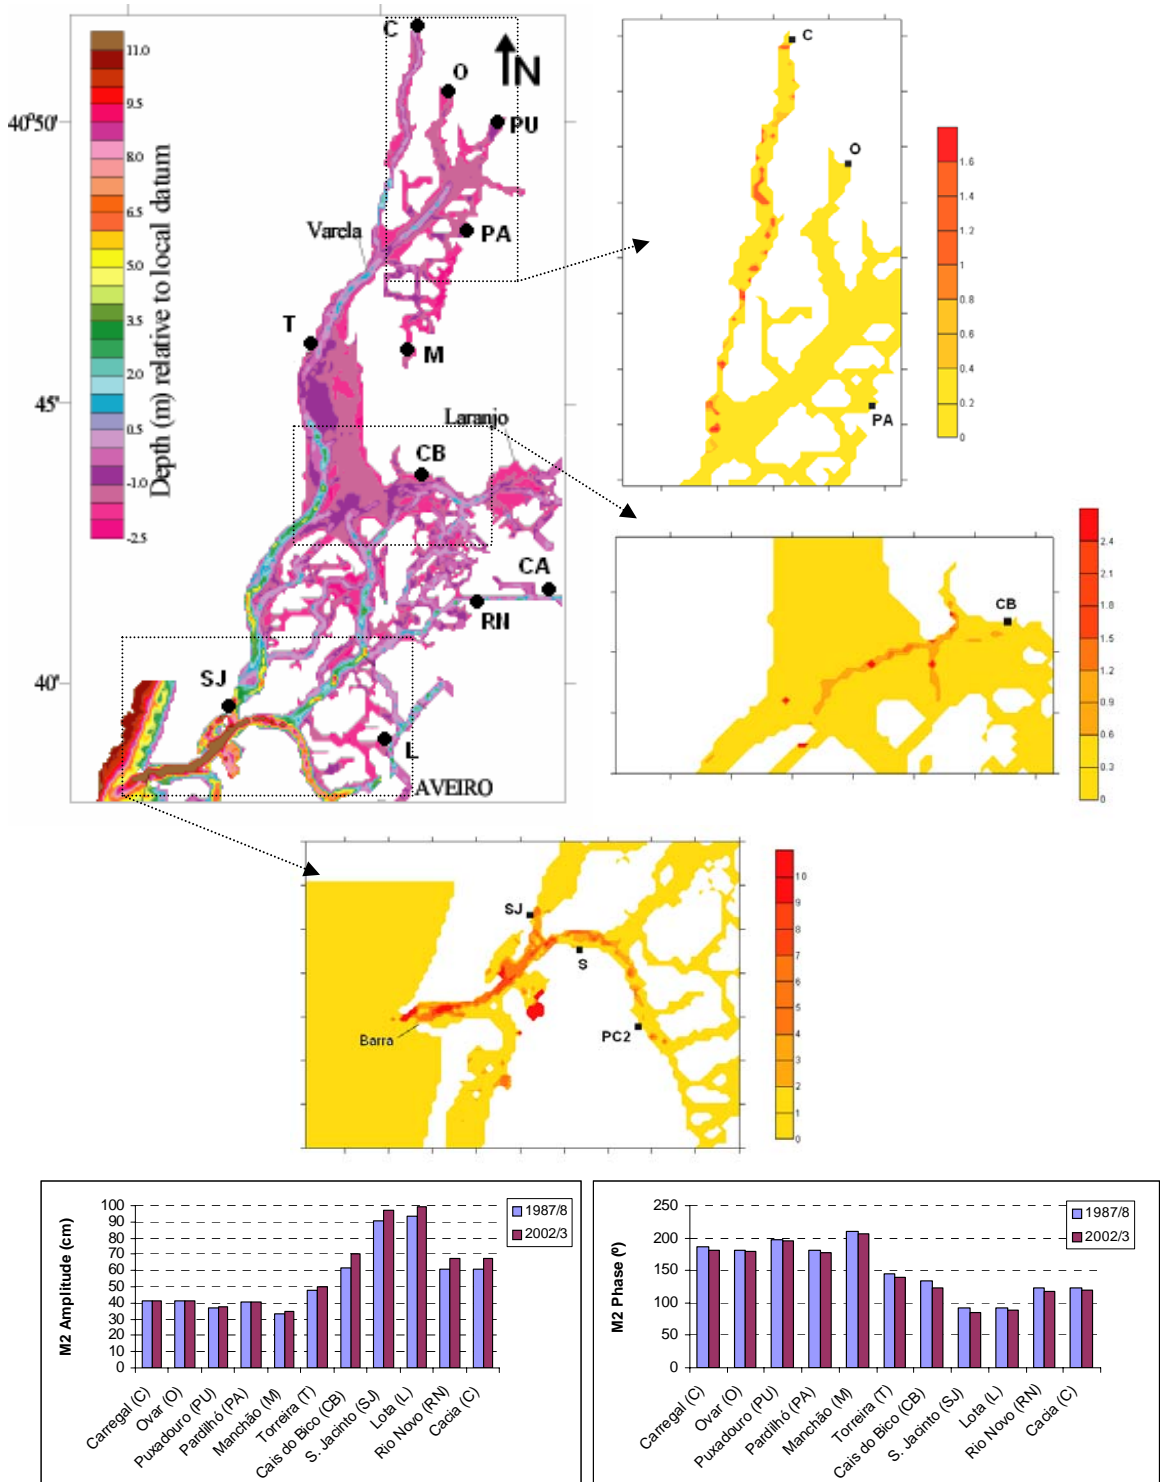 C
O
PU
N
40°50'
Varela
PA
T
M
45'
Laranjo
CB
CA
RN
SJ
40'
L
AVEIRO
11.0
9.5
8.0
6.5
5.0
3.5
2.0
0.5
-1.0
-2.5
Depth (m) relative to local datum
C
O
PA
1.6
1.4
1.2
1
0.8
0.6
0.4
0.2
0
CB
2.4
2.1
1.8
1.5
1.2
0.9
0.6
0.3
0
SJ
S
Barra
PC2
10
9
8
7
6
5
4
3
2
1
0
M2 Amplitude (cm)
100
90
80
70
60
50
40
30
20
10
0
1987/8
2002/3
Carregal (C)
Ovar (O)
Puxadouro (PU)
Pardilhó (PA)
Manchão (M)
Torreira (T)
Cais do Bico (CB)
S. Jacinto (SJ)
Lota (L)
Rio Novo (RN)
Cacia (C)
M2 Phase (º)
250
200
150
100
50
0
1987/8
2002/3
Carregal (C)
Ovar (O)
Puxadouro (PU)
Pardilhó (PA)
Manchão (M)
Torreira (T)
Cais do Bico (CB)
S. Jacinto (SJ)
Lota (L)
Rio Novo (RN)
Cacia (C)